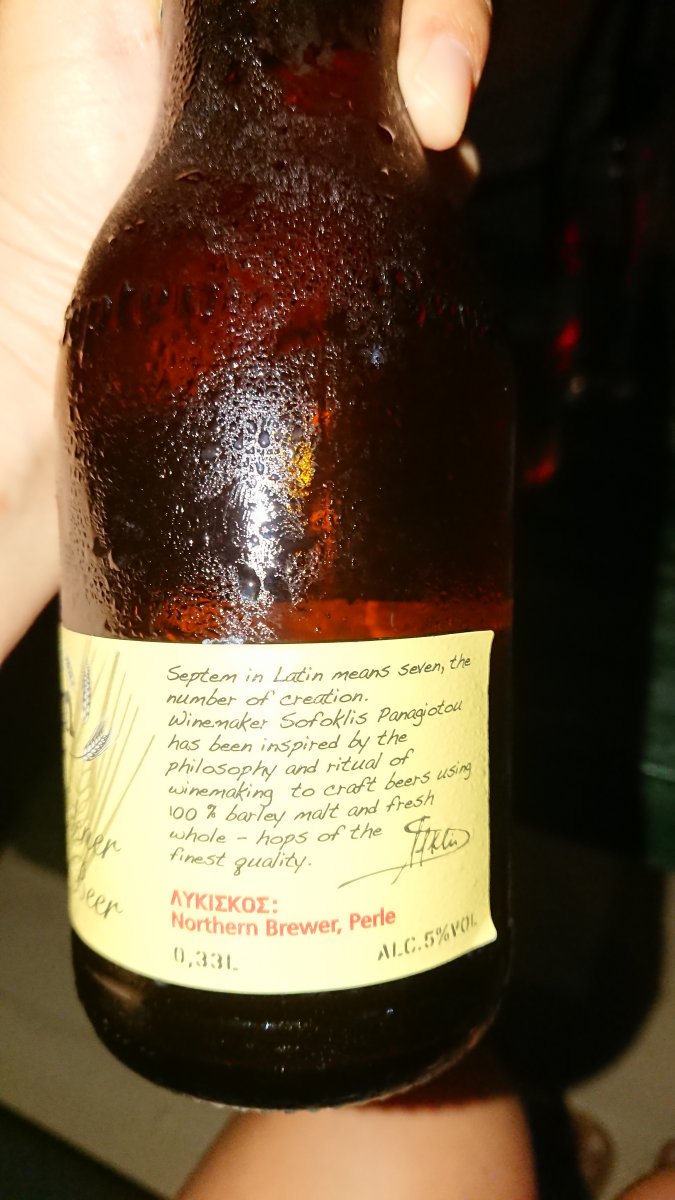 Septem in Latin means seven, the
number of creation.
Winemaker Sofoklis Panagiotou
has been inspired by the
philosophy and ritual of
winemaking to craft beers using
100 % barley malt and fresh
whole - hops of the
finest quality.
ΛΥΚΙΣΚΟΣ:
Northern Brewer, Perle
0,33L ALC.5%VOL
Beer